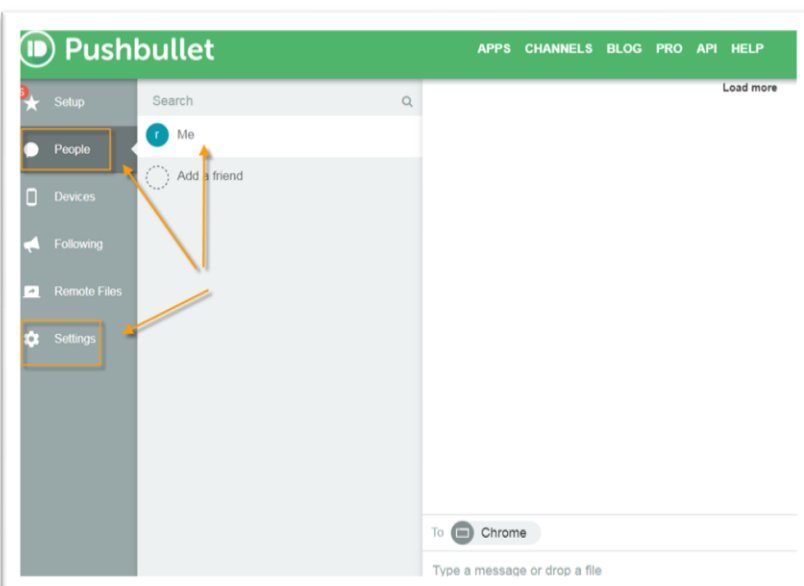 Pushbullet
APPS CHANNELS BLOG PRO API HELP
Setup
People
Devices
Following
Remote Files
Settings
Search
r Me
Add a friend
Load more
To Chrome
Type a message or drop a file